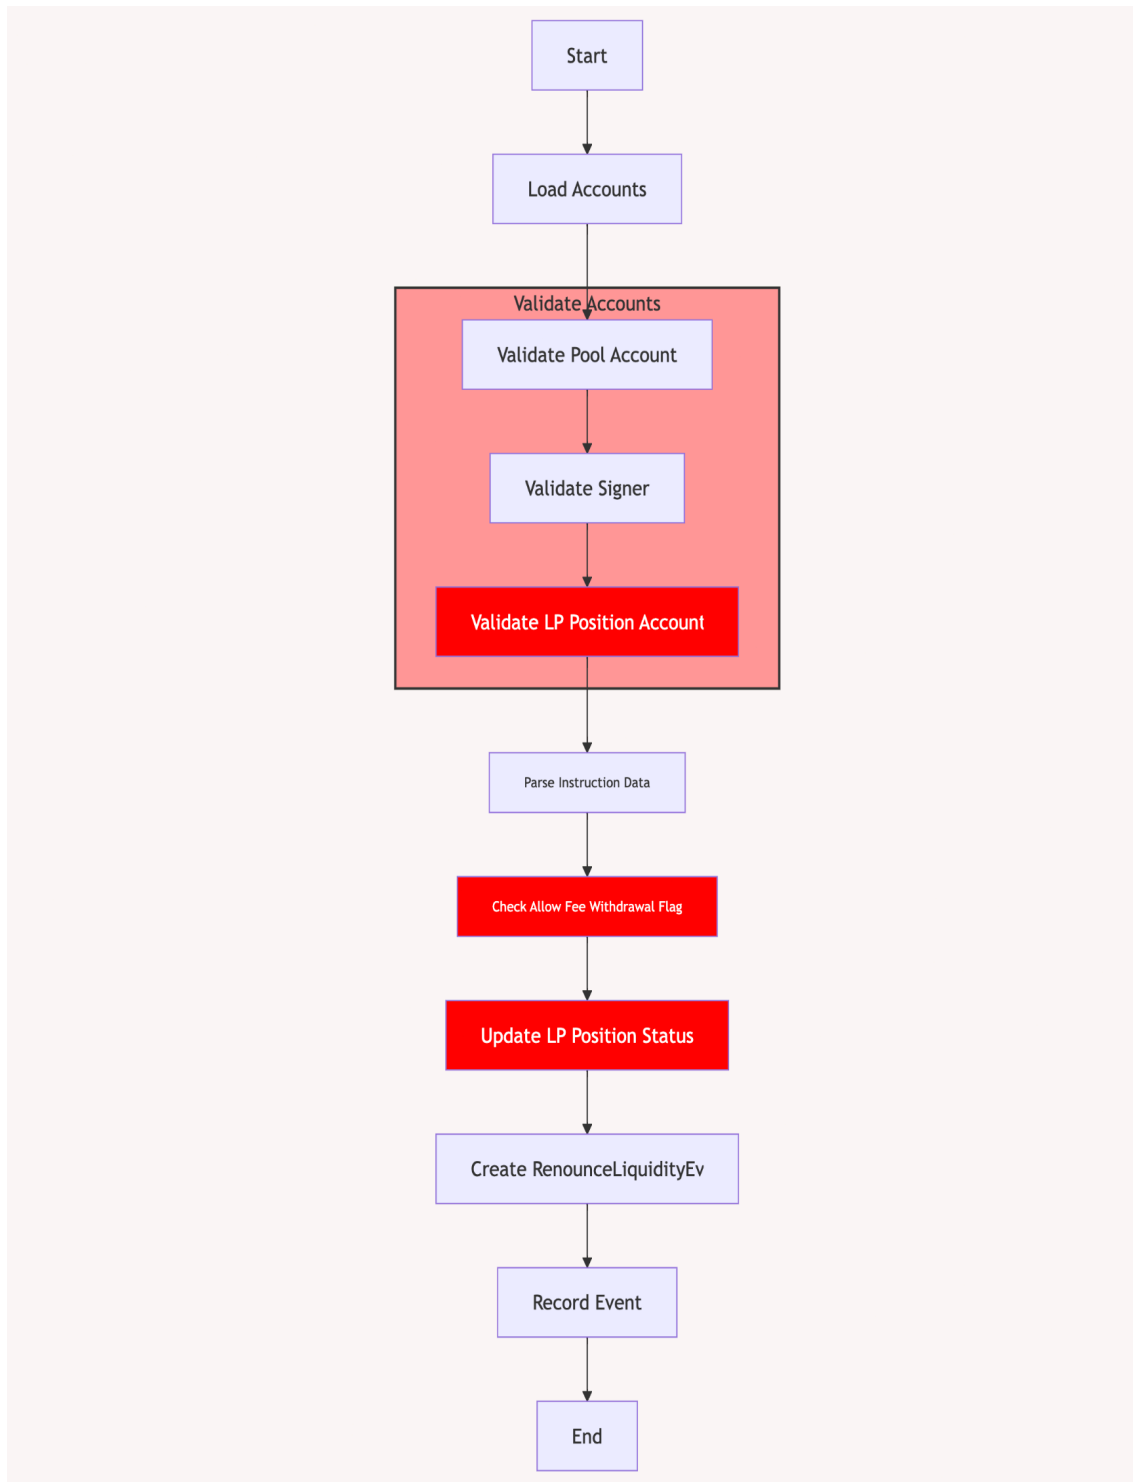 Start
Load Accounts
Validate Accounts
Validate Pool Account
Validate Signer
Validate LP Position Account
Parse Instruction Data
Check Allow Fee Withdrawal Flag
Update LP Position Status
Create RenounceLiquidityEv
Record Event
End